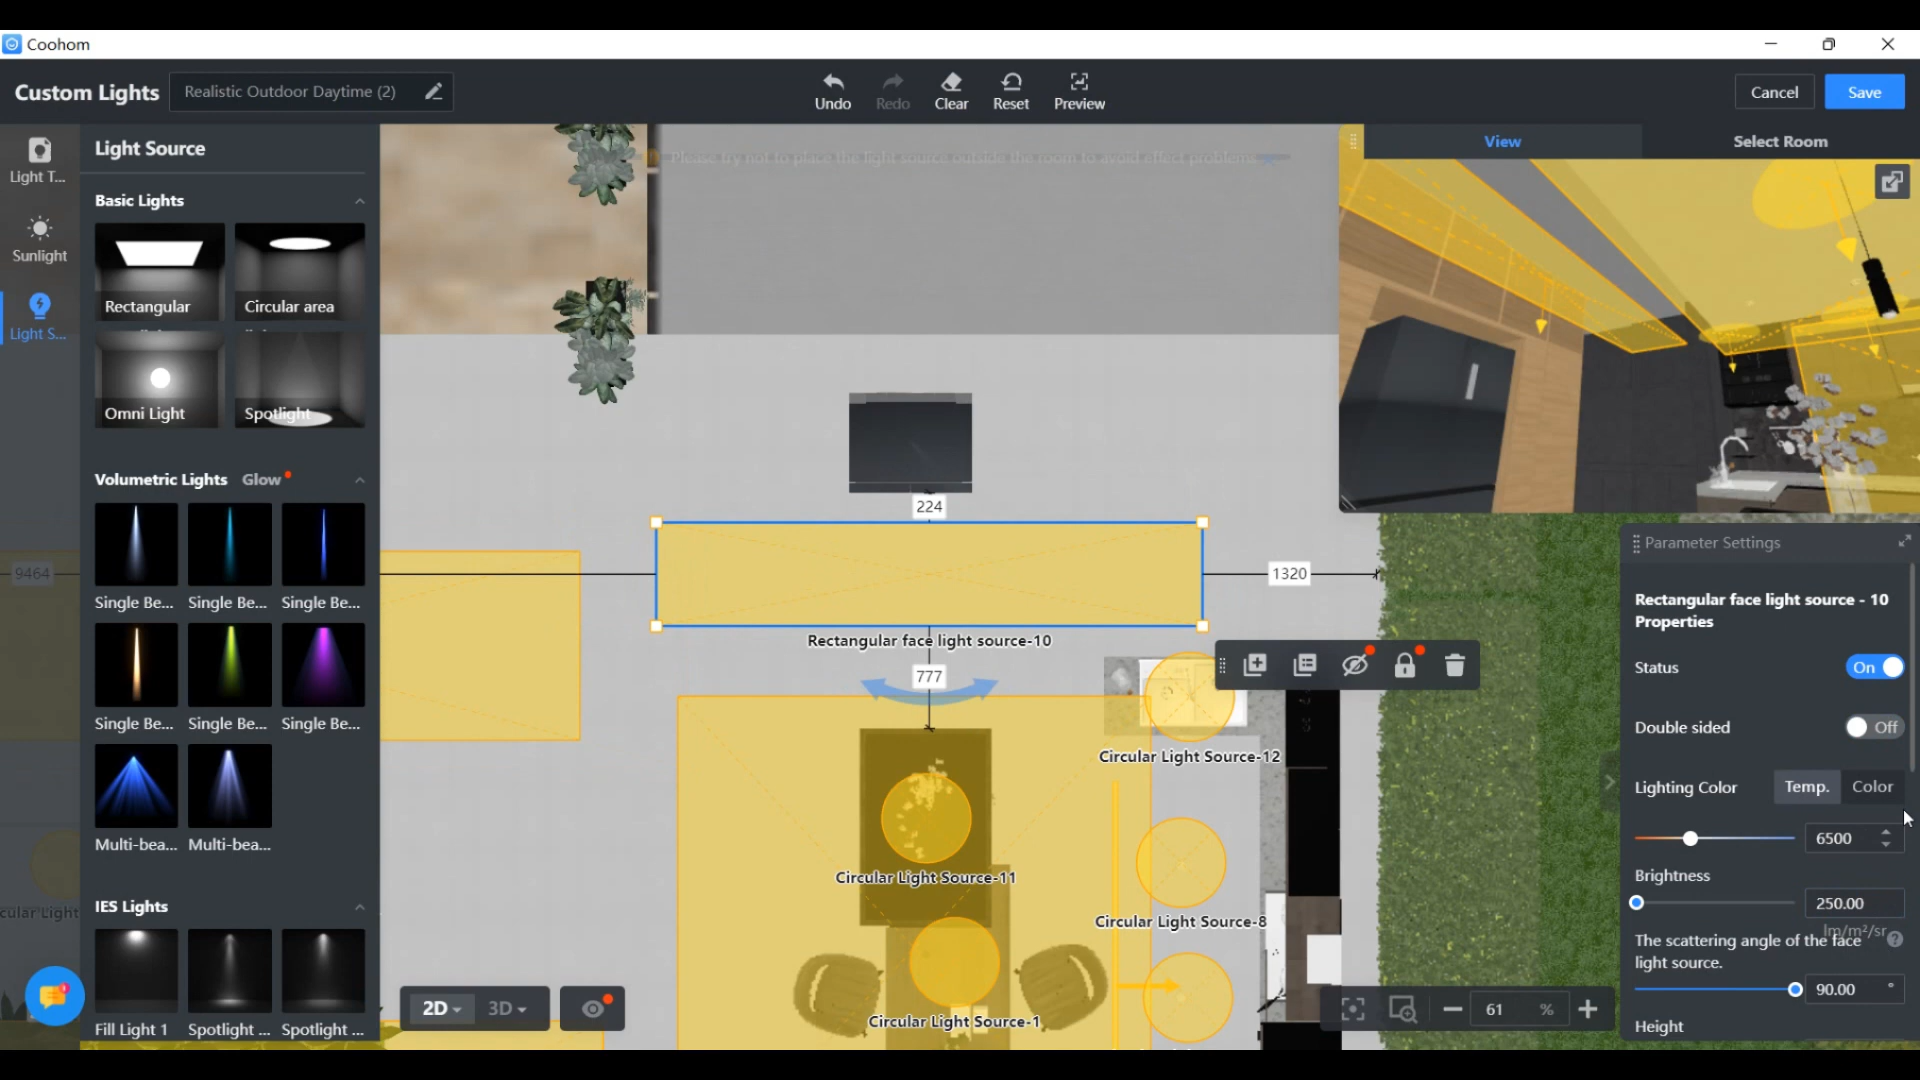 Coohom
Custom Lights
Realistic Outdoor Daytime (2)
Undo
Redo
Clear
Reset
Preview
Cancel
Save
Light T...
Sunlight
Light S...
Light Source
Basic Lights
Rectangular
Circular area
Omni Light
Spotlight
Volumetric Lights Glow
Single Be...
Single Be...
Single Be...
Single Be...
Single Be...
Single Be...
Multi-bea...
Multi-bea...
IES Lights
Fill Light 1
Spotlight ...
Spotlight ...
Please try not to place the light source outside the room to avoid effect problems
9464
224
1320
Rectangular face light source-10
777
Circular Light Source-12
Circular Light Source-11
Circular Light Source-8
Circular Light Source-1
cular Light
2D
3D
61 %
View
Select Room
Parameter Settings
Rectangular face light source - 10
Properties
Status
On
Double sided
Off
Lighting Color
Temp.
Color
6500
Brightness
250.00
lm/m²/sr
The scattering angle of the face
light source.
90.00 °
Height